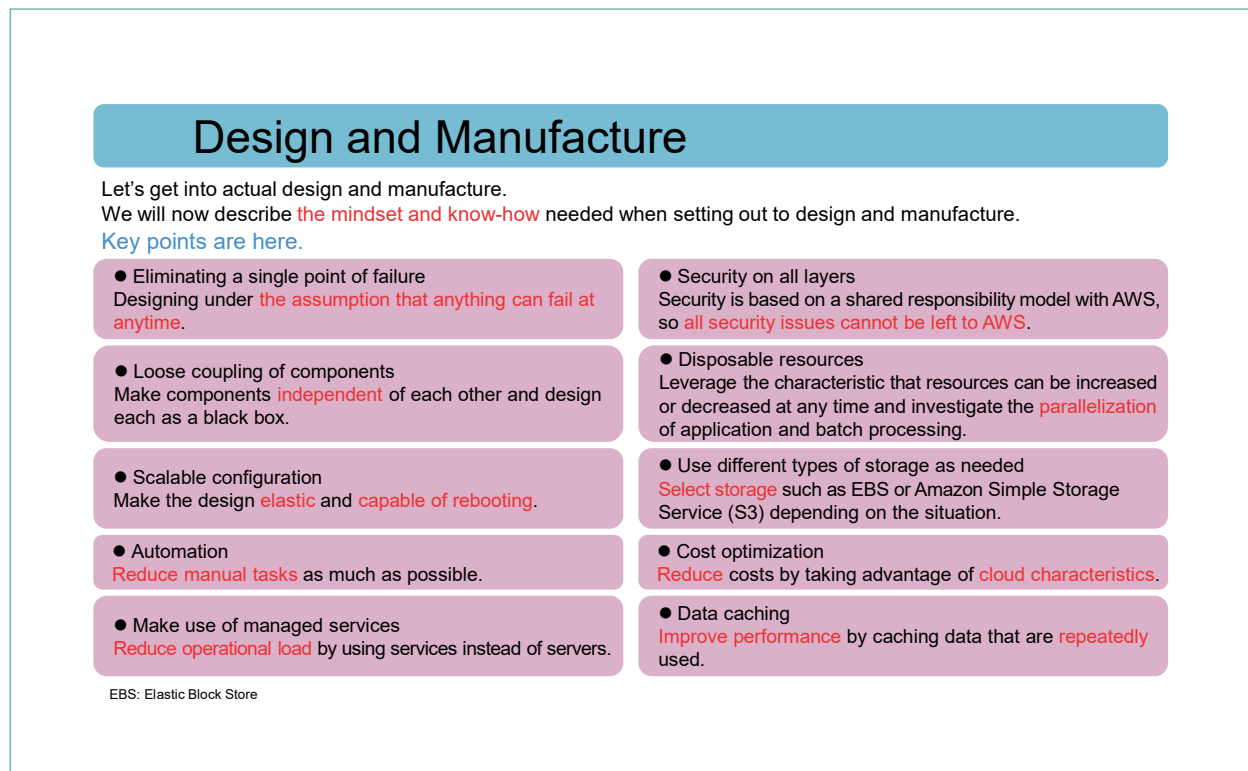 Design and Manufacture
Let’s get into actual design and manufacture.
We will now describe the mindset and know-how needed when setting out to design and manufacture.
Key points are here.
● Eliminating a single point of failure
Designing under the assumption that anything can fail at
anytime.
● Loose coupling of components
Make components independent of each other and design
each as a black box.
● Scalable configuration
Make the design elastic and capable of rebooting.
● Automation
Reduce manual tasks as much as possible.
● Make use of managed services
Reduce operational load by using services instead of servers.
● Security on all layers
Security is based on a shared responsibility model with AWS,
so all security issues cannot be left to AWS.
● Disposable resources
Leverage the characteristic that resources can be increased
or decreased at any time and investigate the parallelization
of application and batch processing.
● Use different types of storage as needed
Select storage such as EBS or Amazon Simple Storage
Service (S3) depending on the situation.
● Cost optimization
Reduce costs by taking advantage of cloud characteristics.
● Data caching
Improve performance by caching data that are repeatedly
used.
EBS: Elastic Block Store